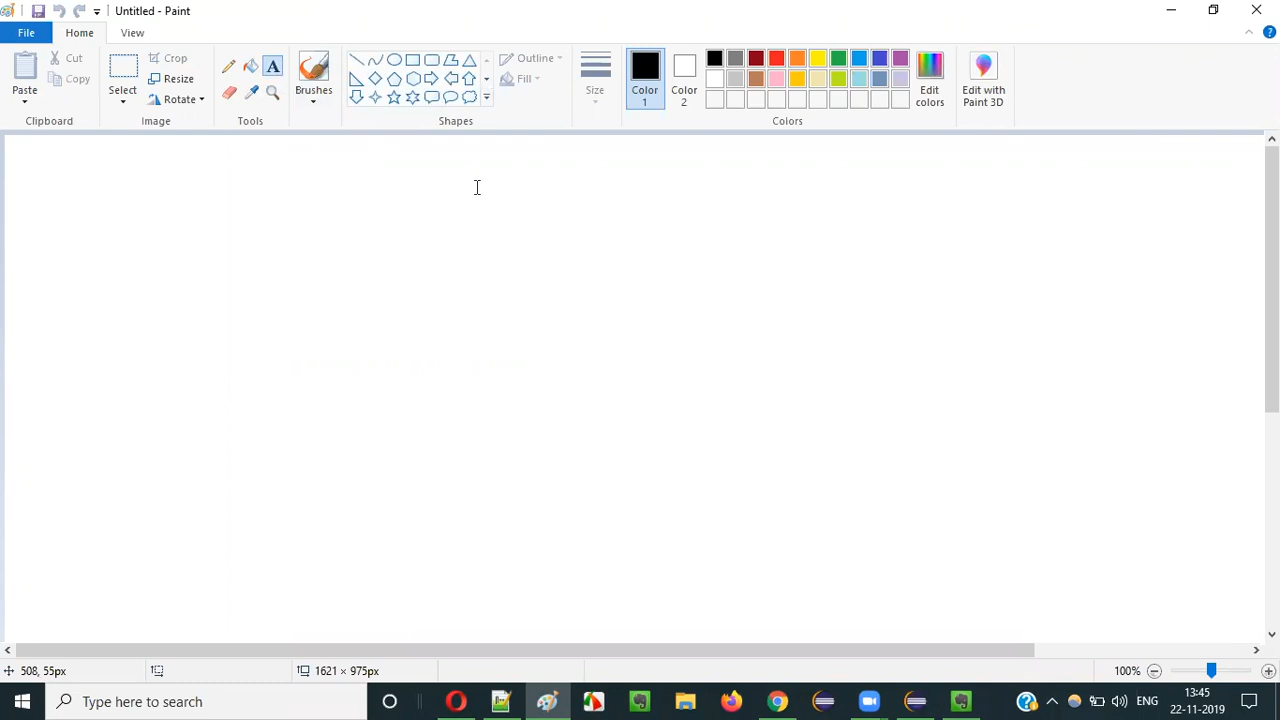 Untitled - Paint
File Home View
Paste
Cut
Copy
Clipboard
Select
Crop
Resize
Rotate
Image
A
Tools
Brushes
Outline
Fill
Shapes
Size
Color 1
Color 2
Edit colors
Colors
Edit with Paint 3D
508, 55px
1621 × 975px
100%
Type here to search
ENG
13:45
22-11-2019